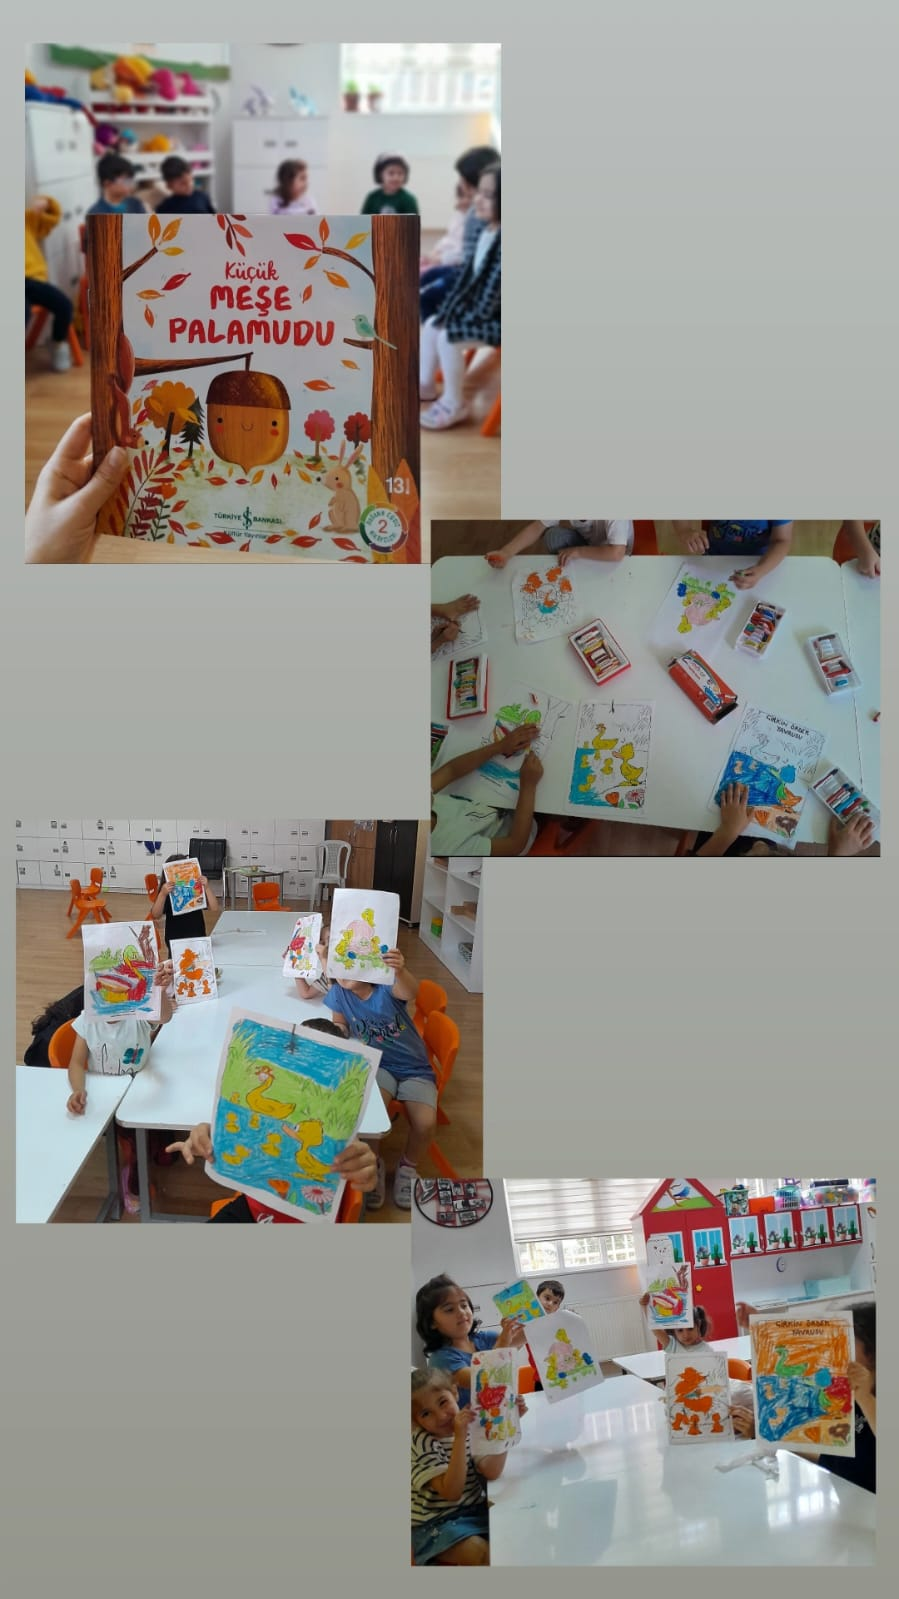 Küçük
MEŞE
PALAMUDU
13
TÜRKİYE İŞ BANKASI
Kültür Yayınları
2
ÇİRKİN ÖRDEK
YAVRUSU
ÇİRKİN ÖRDEK
YAVRUSU